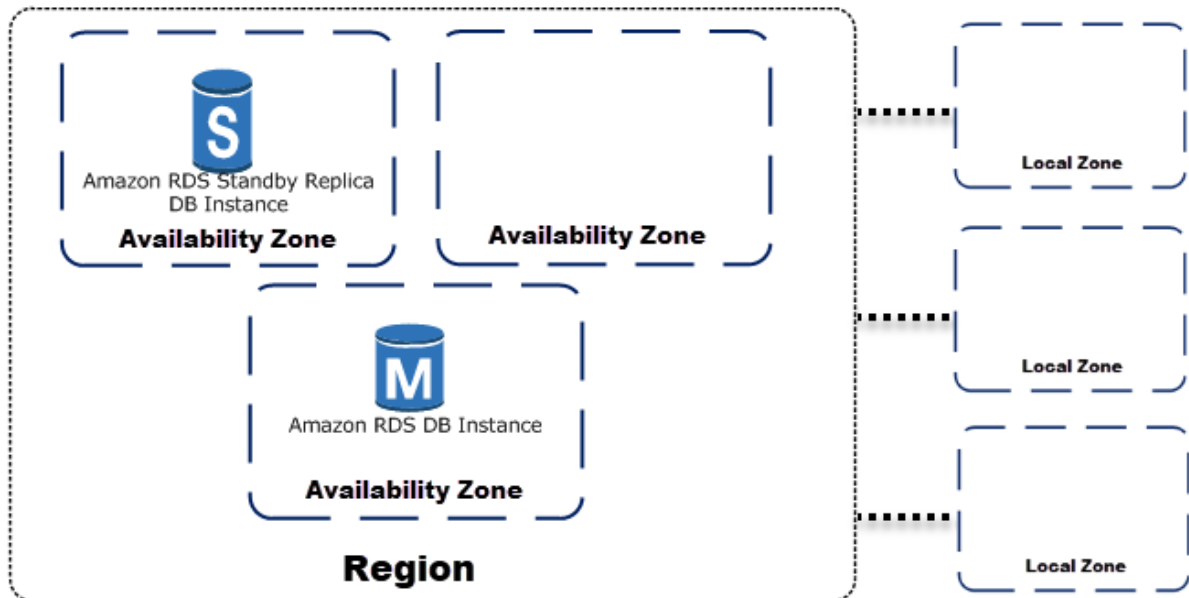 S
Amazon RDS Standby Replica
DB Instance
Availability Zone
Availability Zone
M
Amazon RDS DB Instance
Availability Zone
Region
Local Zone
Local Zone
Local Zone